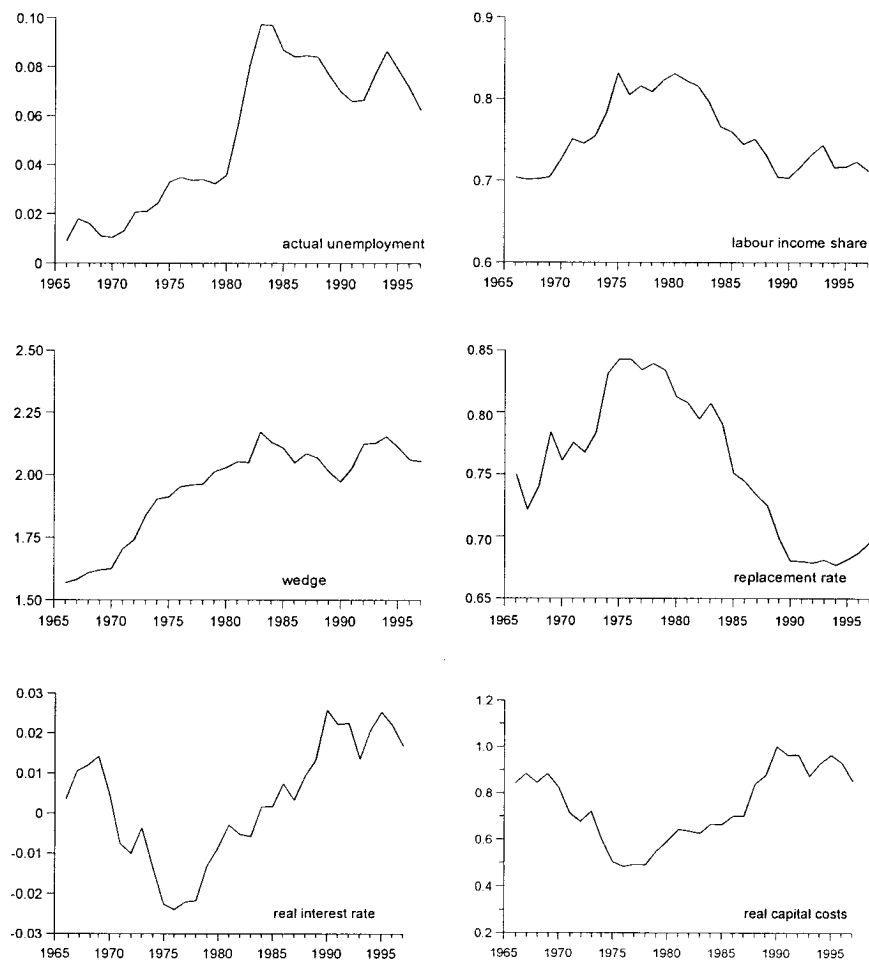 0.10
0.08
0.06
0.04
0.02
0
actual unemployment
1965 1970 1975 1980 1985 1990 1995
0.9
0.8
0.7
0.6
labour income share
1965 1970 1975 1980 1985 1990 1995
2.50
2.25
2.00
1.75
1.50
wedge
1965 1970 1975 1980 1985 1990 1995
0.85
0.80
0.75
0.70
0.65
replacement rate
1965 1970 1975 1980 1985 1990 1995
0.03
0.02
0.01
0
-0.01
-0.02
-0.03
real interest rate
1965 1970 1975 1980 1985 1990 1995
1.2
1.0
0.8
0.6
0.4
0.2
real capital costs
1965 1970 1975 1980 1985 1990 1995